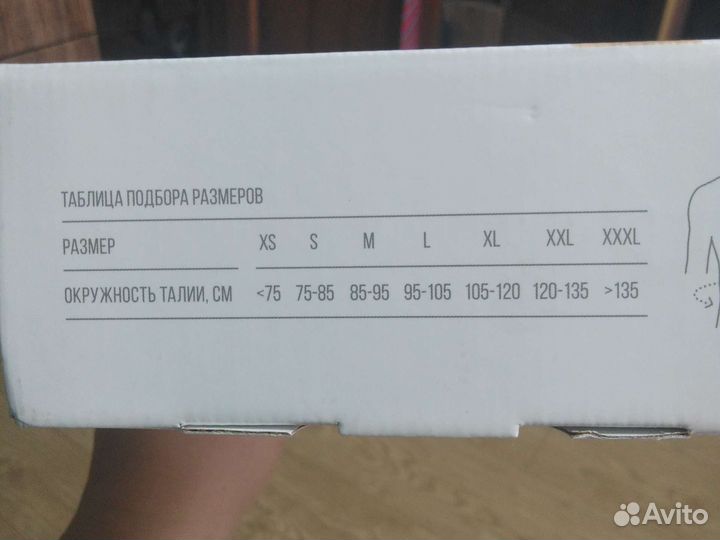 ТАБЛИЦА ПОДБОРА РАЗМЕРОВ
РАЗМЕР XS S M L XL XXL XXXL
ОКРУЖНОСТЬ ТАЛИИ, СМ <75 75-85 85-95 95-105 105-120 120-135 >135
Avito